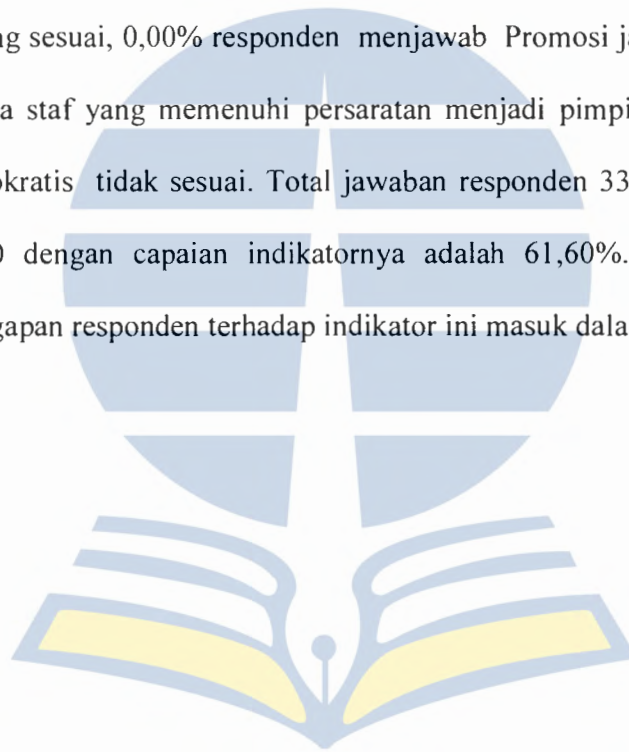 ng sesuai, 0,00% responden menjawab Promosi ja
a staf yang memenuhi persaratan menjadi pimpi
okratis tidak sesuai. Total jawaban responden 33
0 dengan capaian indikatornya adalah 61,60%.
gapan responden terhadap indikator ini masuk dala